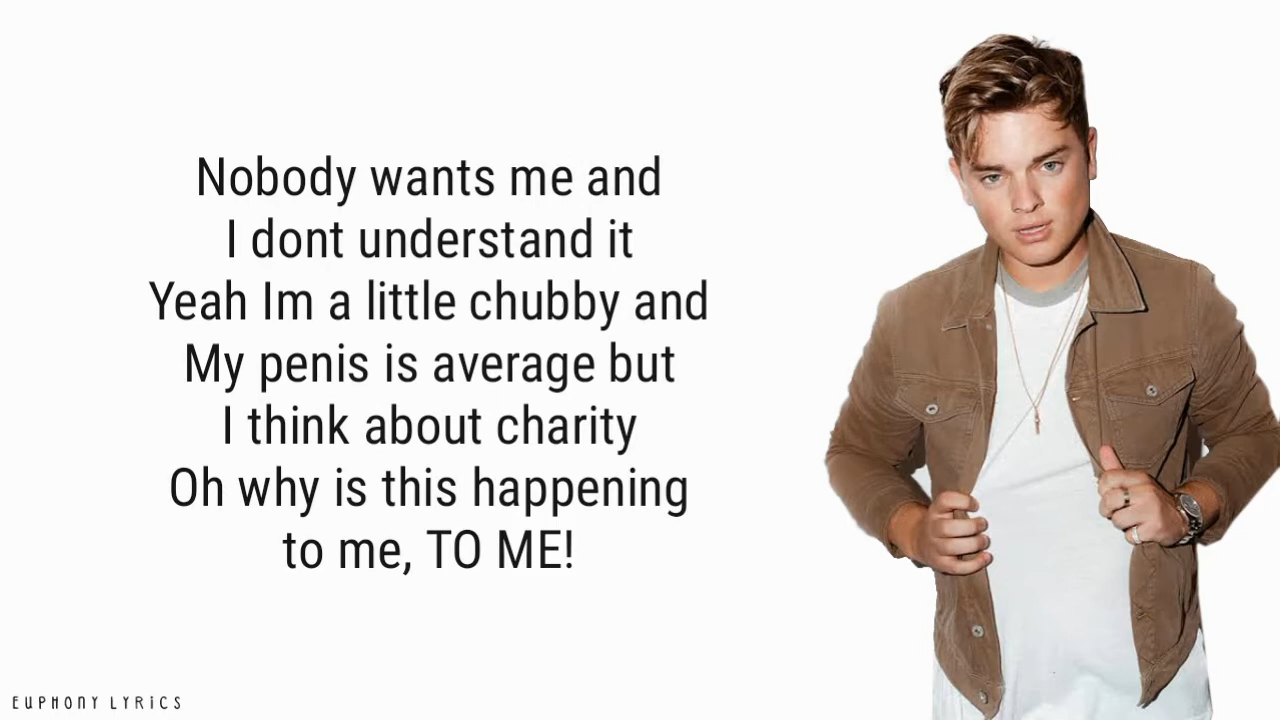 Nobody wants me and
I dont understand it
Yeah Im a little chubby and
My penis is average but
I think about charity
Oh why is this happening
to me, TO ME!
EUPHONY LYRiCS